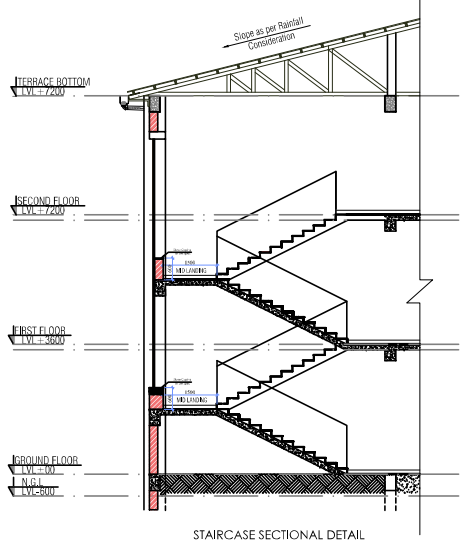 Slope as per Rainfall
Consideration
TERRACE BOTTOM
LVL +7200
SECOND FLOOR
LVL +7200
MID LANDING
FIRST FLOOR
LVL +3600
MID LANDING
GROUND FLOOR
LVL ±00
N.G.L
LVL-600
STAIRCASE SECTIONAL DETAIL